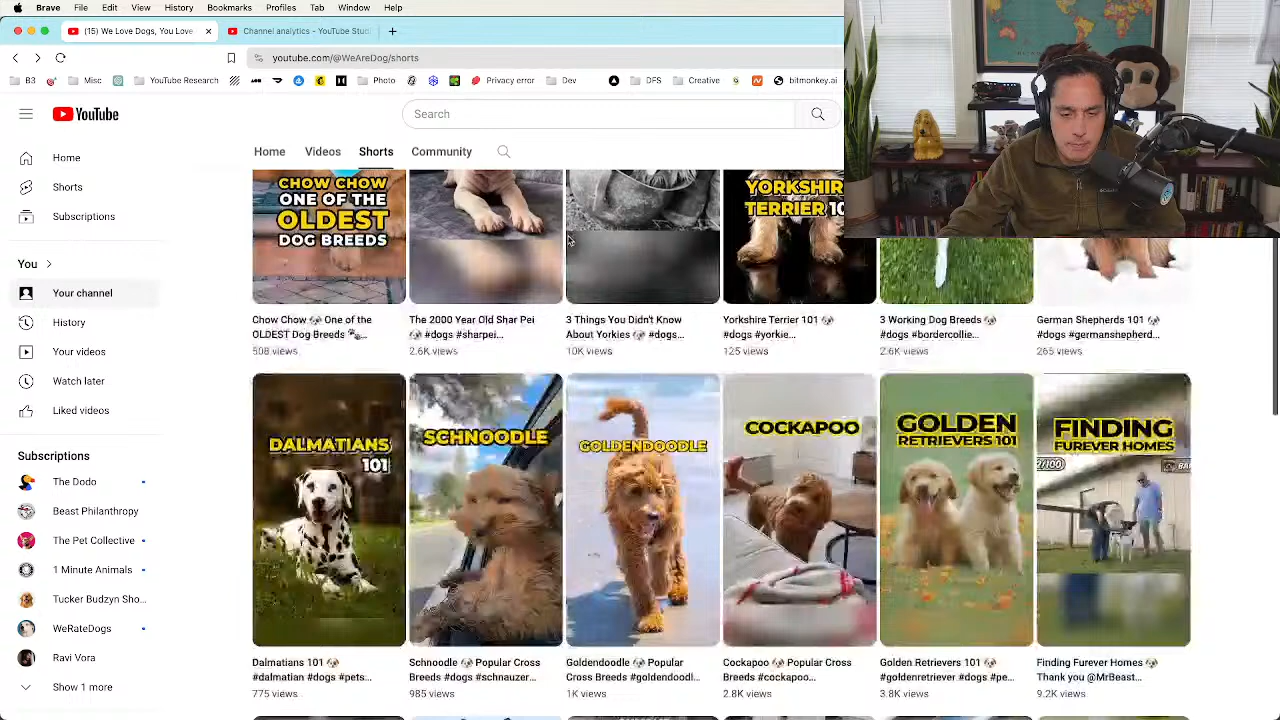 Brave File Edit View History Bookmarks Profiles Tab Window Help
(15) We Love Dogs, You Love
Channel analytics - YouTube Stud
youtube.com/@WeAreDog/shorts
B3 Misc YouTube Research Photo Privacy error Dev DFS Creative bitmonkey.ai
YouTube
Search
Home Videos Shorts Community
Home
Shorts
Subscriptions
You
Your channel
History
Your videos
Watch later
Liked videos
Subscriptions
The Dodo
Beast Philanthropy
The Pet Collective
1 Minute Animals
Tucker Budzyn Sho...
WeRateDogs
Ravi Vora
Show 1 more
CHOW CHOW
ONE OF THE
OLDEST
DOG BREEDS
YORKSHIR
TERRIER 10
Chow Chow 🐶 One of the
OLDEST Dog Breeds 🐾...
508 views
The 2000 Year Old Shar Pei
🐶 #dogs #sharpei...
2.6K views
3 Things You Didn't Know
About Yorkies 🐶 #dogs...
10K views
Yorkshire Terrier 101 🐶
#dogs #yorkie...
125 views
3 Working Dog Breeds 🐶
#dogs #bordercollie...
2.6K views
German Shepherds 101 🐶
#dogs #germanshepherd...
265 views
DALMATIANS
101
SCHNOODLE
GOLDENDOODLE
COCKAPOO
GOLDEN
RETRIEVERS 101
FINDING
FUREVER HOMES
2/100
Dalmatians 101 🐶
#dalmatian #dogs #pets...
775 views
Schnoodle 🐶 Popular Cross
Breeds #dogs #schnauzer...
985 views
Goldendoodle 🐶 Popular
Cross Breeds #goldendoodl...
1K views
Cockapoo 🐶 Popular Cross
Breeds #cockapoo...
2.8K views
Golden Retrievers 101 🐶
#goldenretriever #dogs #pe...
3.8K views
Finding Furever Homes 🐶
Thank you @MrBeast...
9.2K views